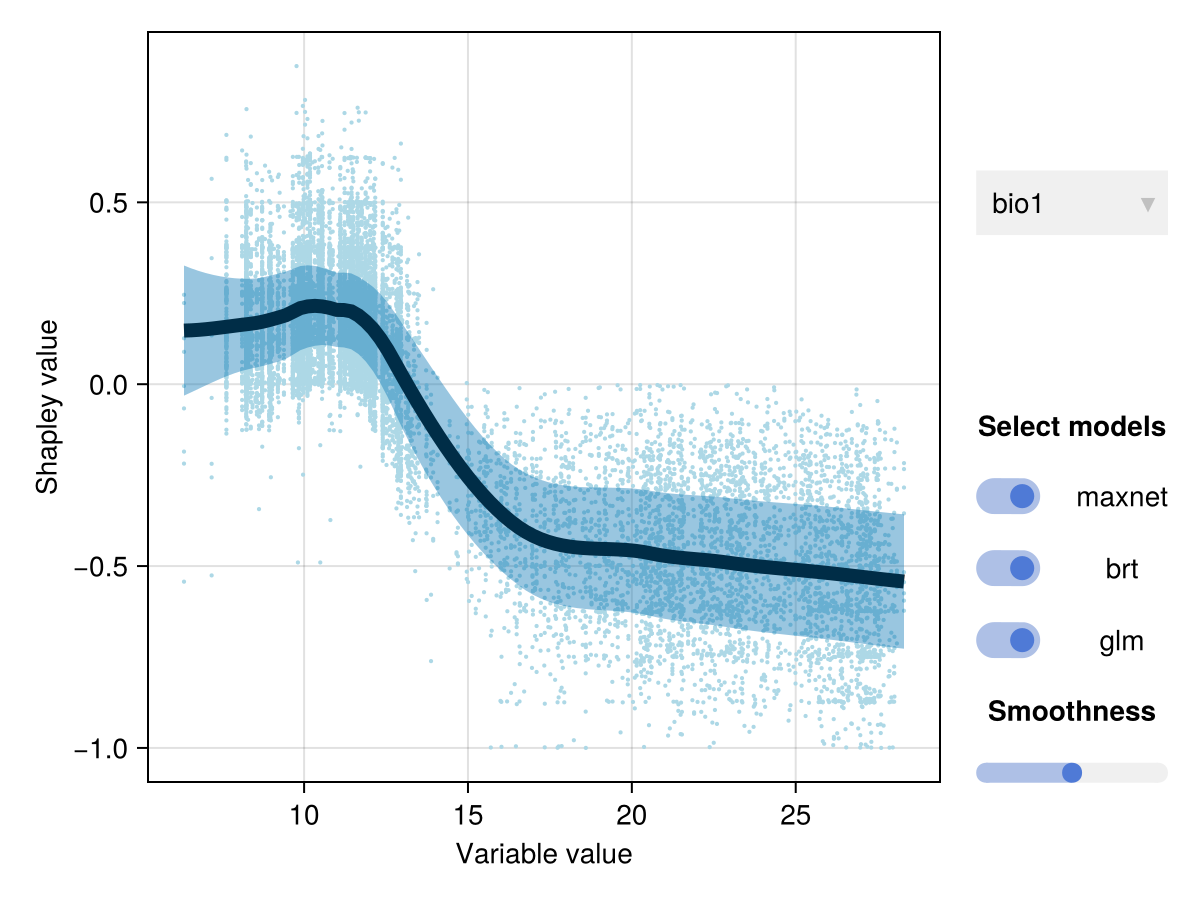 Shapley value
0.5
0.0
−0.5
−1.0
10
15
20
25
Variable value
bio1
Select models
maxnet
brt
glm
Smoothness